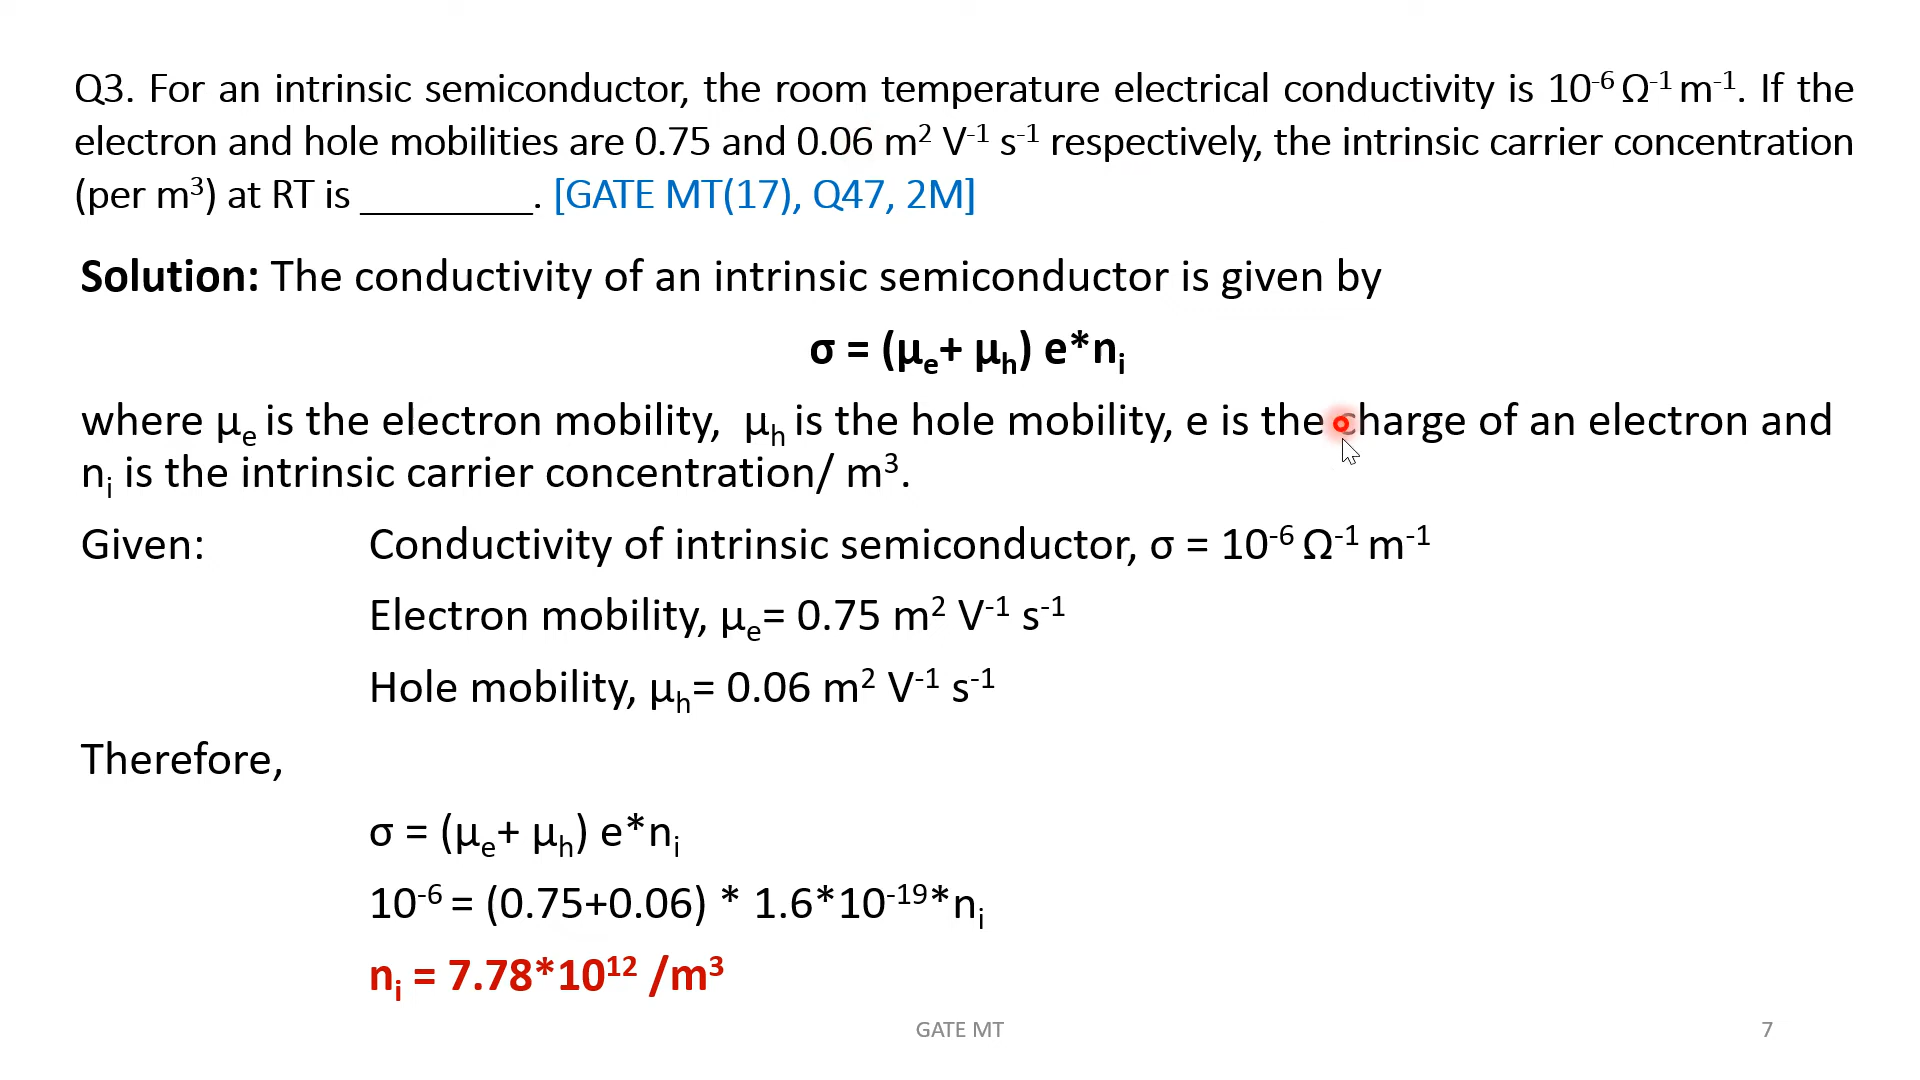 Q3. For an intrinsic semiconductor, the room temperature electrical conductivity is 10⁻⁶ Ω⁻¹ m⁻¹. If the
electron and hole mobilities are 0.75 and 0.06 m² V⁻¹ s⁻¹ respectively, the intrinsic carrier concentration
(per m³) at RT is ________. [GATE MT(17), Q47, 2M]
Solution: The conductivity of an intrinsic semiconductor is given by
σ = (μₑ+ μₕ) e*nᵢ
where μₑ is the electron mobility, μₕ is the hole mobility, e is the charge of an electron and
nᵢ is the intrinsic carrier concentration/ m³.
Given: Conductivity of intrinsic semiconductor, σ = 10⁻⁶ Ω⁻¹ m⁻¹
Electron mobility, μₑ= 0.75 m² V⁻¹ s⁻¹
Hole mobility, μₕ= 0.06 m² V⁻¹ s⁻¹
Therefore,
σ = (μₑ+ μₕ) e*nᵢ
10⁻⁶ = (0.75+0.06) * 1.6*10⁻¹⁹*nᵢ
nᵢ = 7.78*10¹² /m³
GATE MT 7